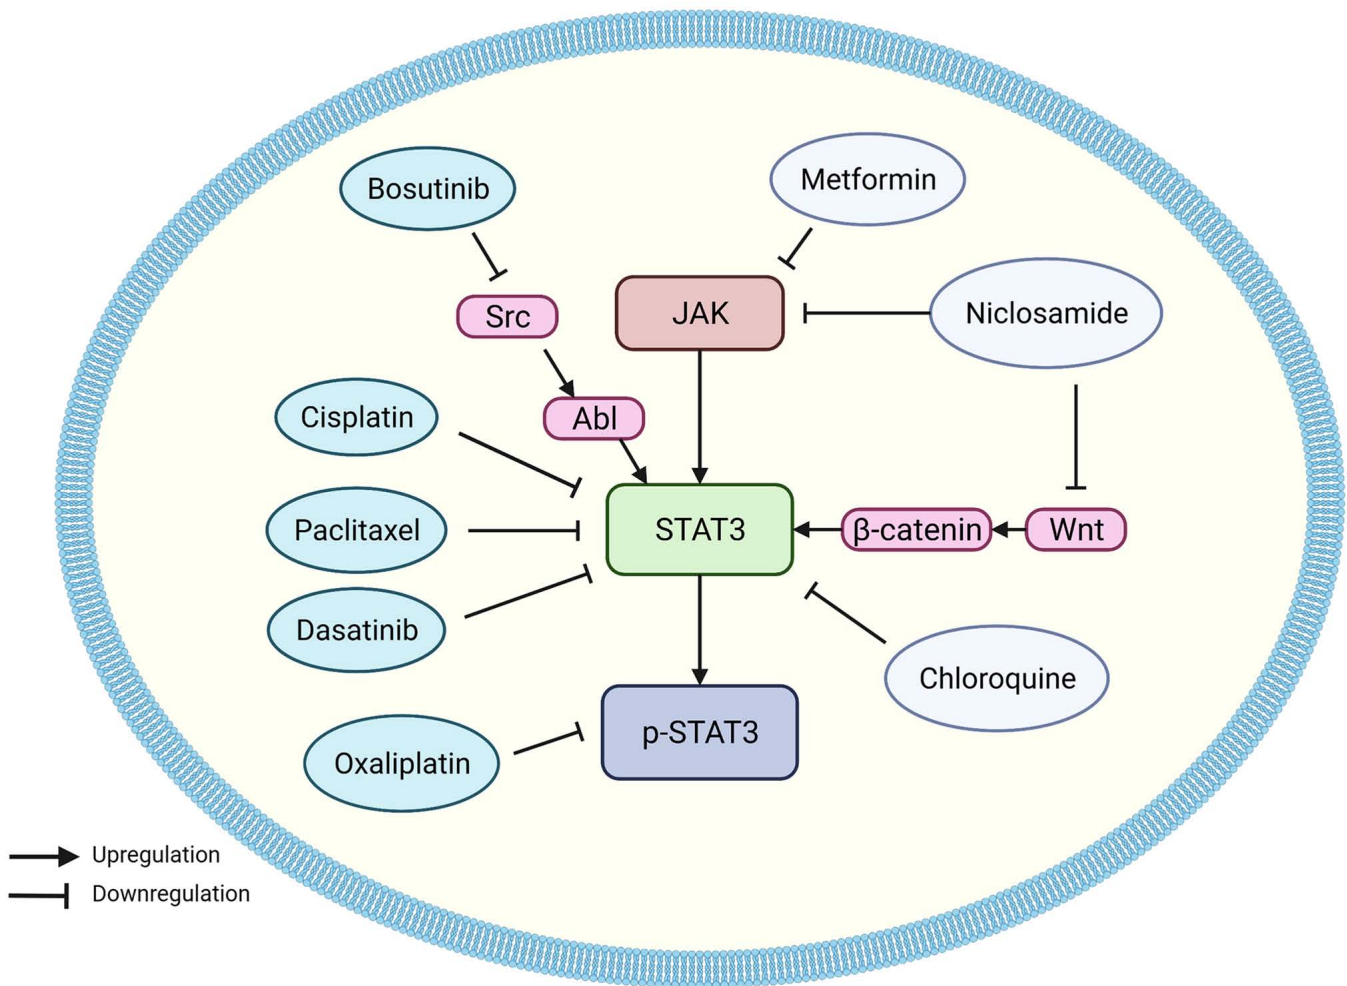 Bosutinib
Metformin
Src
JAK
Niclosamide
Cisplatin
Abl
Paclitaxel
STAT3
β-catenin
Wnt
Dasatinib
Chloroquine
Oxaliplatin
p-STAT3
Upregulation
Downregulation